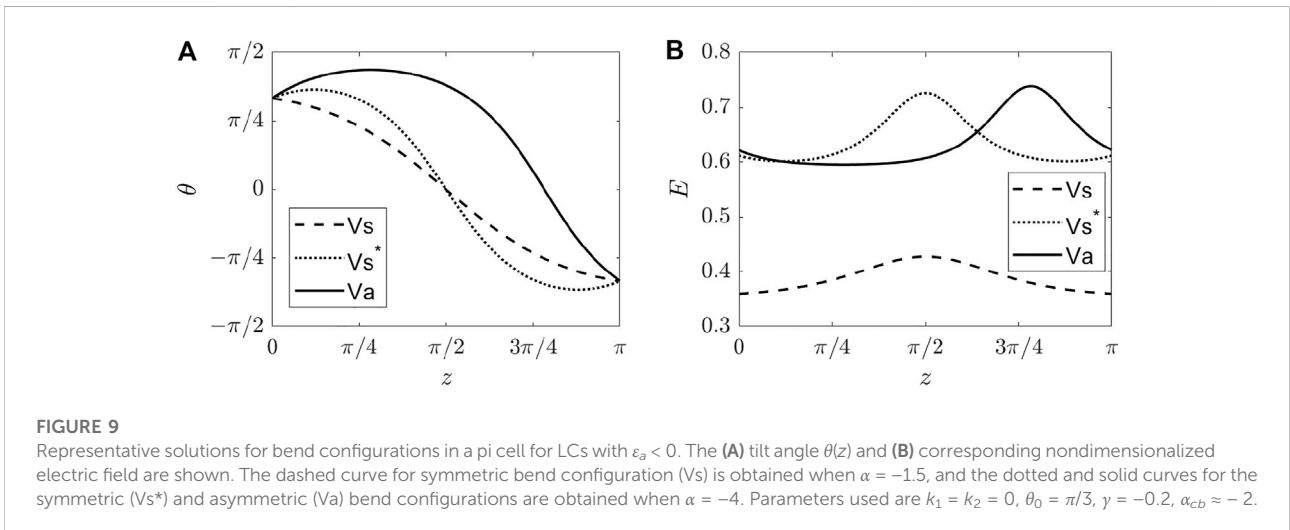 A
π/2
π/4
0
−π/4
−π/2
θ
Vs
Vs*
Va
0
π/4
π/2
3π/4
π
z
B
0.8
0.7
0.6
0.5
0.4
0.3
E
Vs
Vs*
Va
0
π/4
π/2
3π/4
π
z
FIGURE 9
Representative solutions for bend configurations in a pi cell for LCs with εₐ < 0. The (A) tilt angle θ(z) and (B) corresponding nondimensionalized
electric field are shown. The dashed curve for symmetric bend configuration (Vs) is obtained when α = −1.5, and the dotted and solid curves for the
symmetric (Vs*) and asymmetric (Va) bend configurations are obtained when α = −4. Parameters used are k₁ = k₂ = 0, θ₀ = π/3, γ = −0.2, α_cb ≈ − 2.